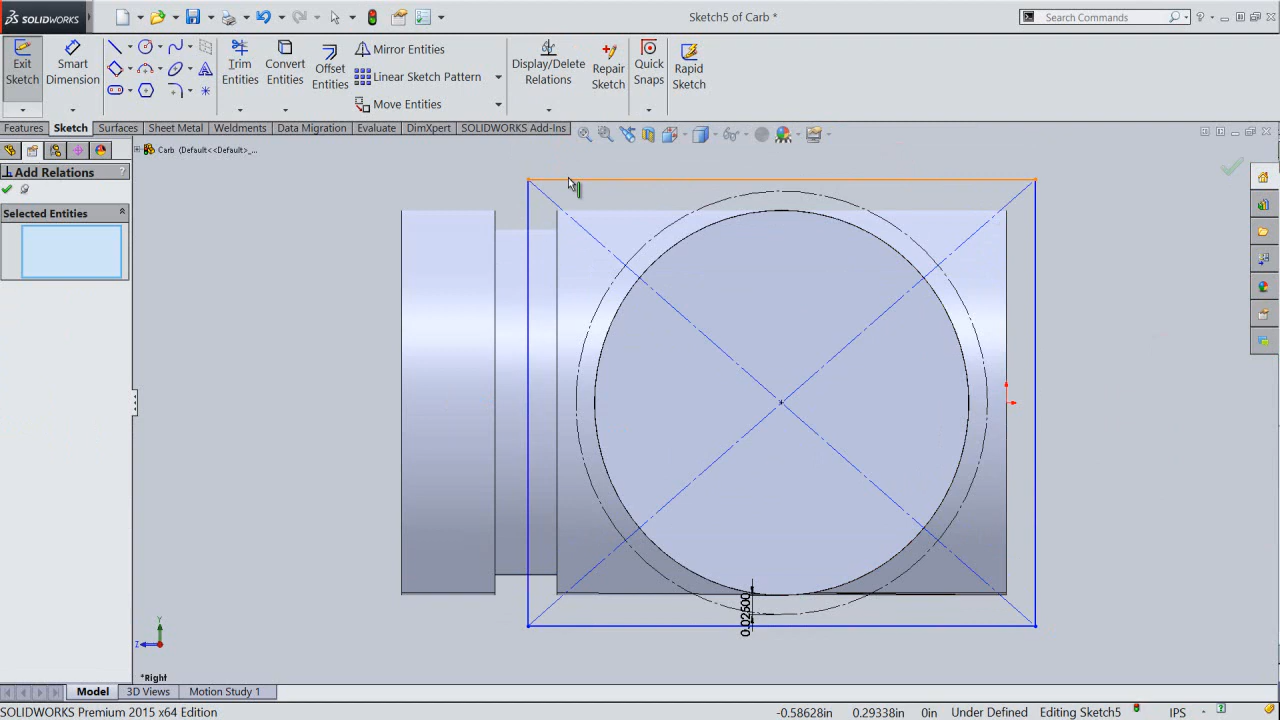 SOLIDWORKS
Sketch5 of Carb *
Search Commands
Exit Sketch
Smart Dimension
Trim Entities
Convert Entities
Offset Entities
Mirror Entities
Linear Sketch Pattern
Move Entities
Display/Delete Relations
Repair Sketch
Quick Snaps
Rapid Sketch
Features Sketch Surfaces Sheet Metal Weldments Data Migration Evaluate DimXpert SOLIDWORKS Add-Ins
Carb (Default<<Default>_...
Add Relations ?
Selected Entities
0.02500
Y
Z
*Right
Model 3D Views Motion Study 1
SOLIDWORKS Premium 2015 x64 Edition -0.58628in 0.29338in 0in Under Defined Editing Sketch5 IPS